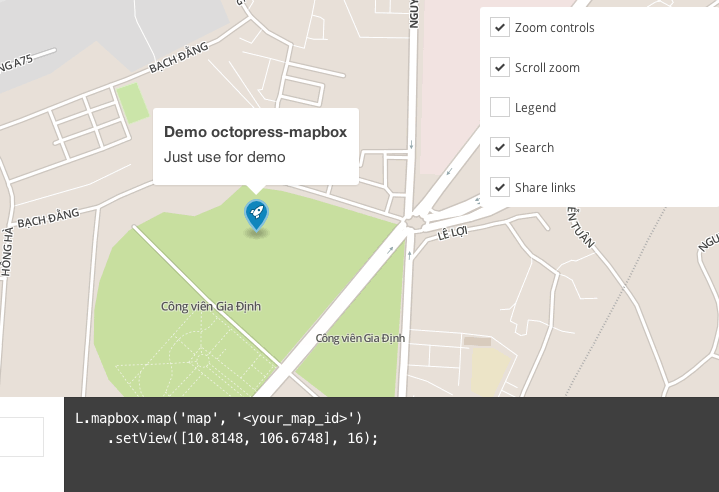 NG A75
BẠCH ĐẰNG
NGUY
Zoom controls
Scroll zoom
Legend
Search
Share links
Demo octopress-mapbox
Just use for demo
BẠCH ĐẰNG
HỒNG HÀ
LÊ LỢI
ỄN TUÂN
NGU
Công viên Gia Định
Công viên Gia Định
L.mapbox.map('map', '<your_map_id>')
.setView([10.8148, 106.6748], 16);